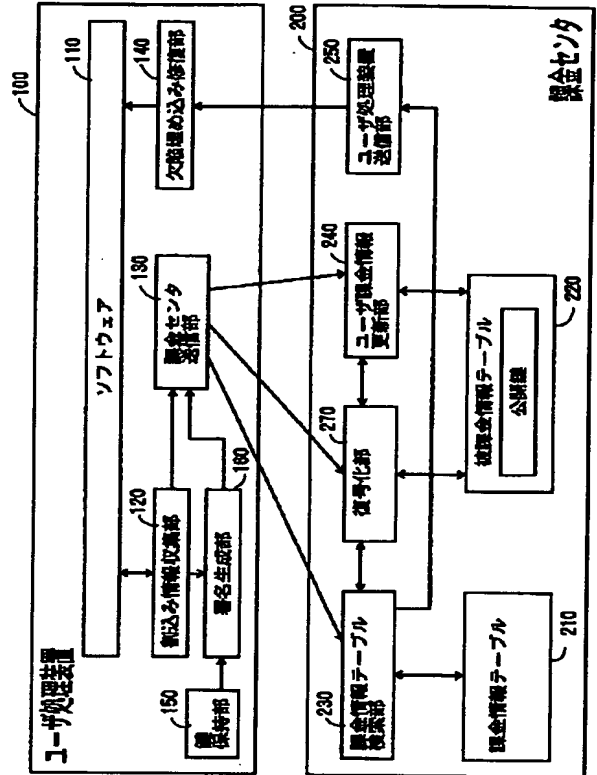 ユーザ処理装置
100
ソフトウェア
110
割込み情報収集部
120
課金センタ
送信部
130
欠陥埋め込み修復部
140
鍵
保持部
150
署名生成部
160
課金センタ
200
課金情報テーブル
検索部
230
復号化部
270
ユーザ課金情報
更新部
240
ユーザ処理装置
送信部
250
課金情報テーブル
210
被課金情報テーブル
公開鍵
220